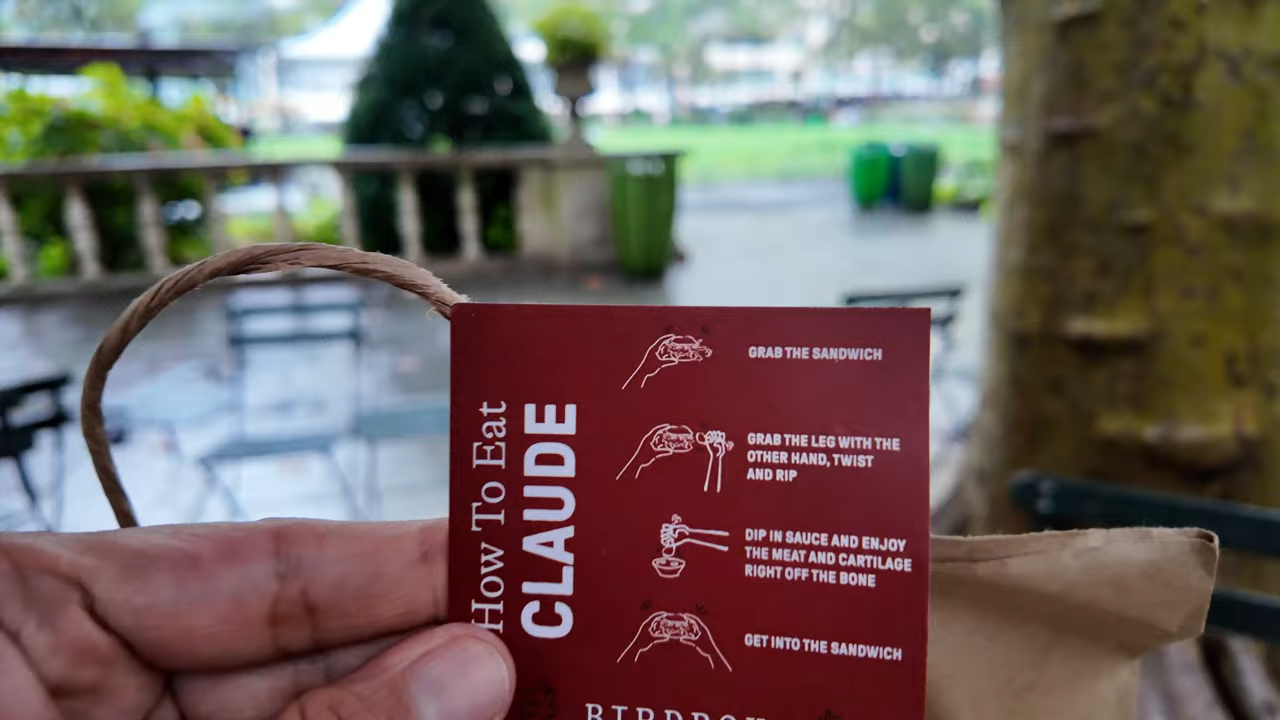 How To Eat
CLAUDE
GRAB THE SANDWICH
GRAB THE LEG WITH THE
OTHER HAND, TWIST
AND RIP
DIP IN SAUCE AND ENJOY
THE MEAT AND CARTILAGE
RIGHT OFF THE BONE
GET INTO THE SANDWICH